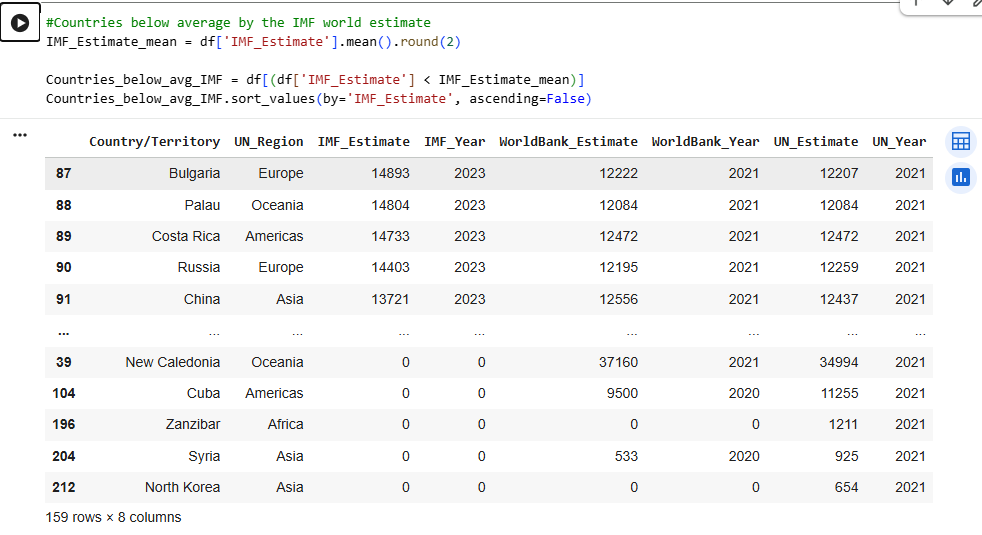 #Countries below average by the IMF world estimate
IMF_Estimate_mean = df['IMF_Estimate'].mean().round(2)
Countries_below_avg_IMF = df[(df['IMF_Estimate'] < IMF_Estimate_mean)]
Countries_below_avg_IMF.sort_values(by='IMF_Estimate', ascending=False)
Country/Territory UN_Region IMF_Estimate IMF_Year WorldBank_Estimate WorldBank_Year UN_Estimate UN_Year
87 Bulgaria Europe 14893 2023 12222 2021 12207 2021
88 Palau Oceania 14804 2023 12084 2021 12084 2021
89 Costa Rica Americas 14733 2023 12472 2021 12472 2021
90 Russia Europe 14403 2023 12195 2021 12259 2021
91 China Asia 13721 2023 12556 2021 12437 2021
... ... ... ... ... ... ... ... ...
39 New Caledonia Oceania 0 0 37160 2021 34994 2021
104 Cuba Americas 0 0 9500 2020 11255 2021
196 Zanzibar Africa 0 0 0 0 1211 2021
204 Syria Asia 0 0 533 2020 925 2021
212 North Korea Asia 0 0 0 0 654 2021
159 rows × 8 columns